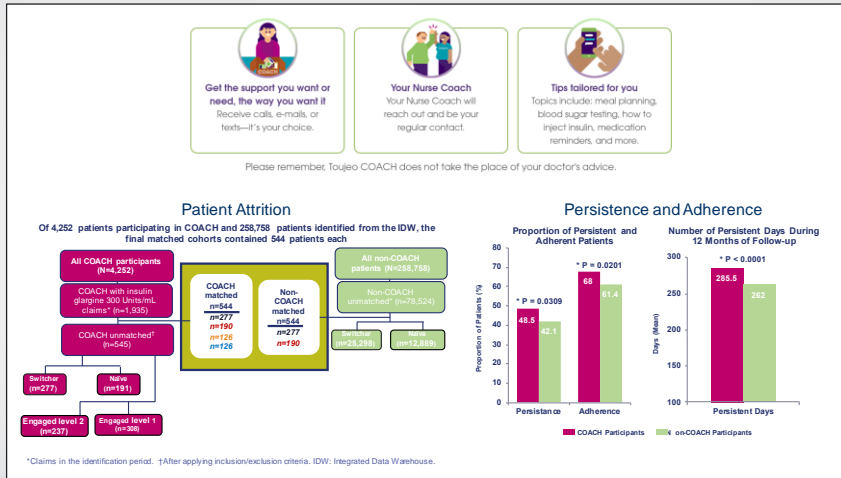 COACH
Get the support you want or
need, the way you want it
Receive calls, e-mails, or
texts—it's your choice.
Your Nurse Coach
Your Nurse Coach will
reach out and be your
regular contact.
Tips tailored for you
Topics include: meal planning,
blood sugar testing, how to
inject insulin, medication
reminders, and more.
Please remember, Toujeo COACH does not take the place of your doctor's advice.
Patient Attrition
Of 4,252 patients participating in COACH and 258,758 patients identified from the IDW, the
final matched cohorts contained 544 patients each
All COACH participants
(N=4,252)
COACH with insulin
glargine 300 Units/mL
claims* (n=1,935)
COACH unmatched†
(n=545)
Switcher
(n=277)
Naïve
(n=191)
Engaged level 2
(n=237)
Engaged level 1
(n=308)
COACH
matched
n=544
n=277
n=190
n=126
n=126
Non-
COACH
matched
n=544
n=277
n=190
All non-COACH
patients (N=258,758)
Non-COACH
unmatched* (n=78,524)
Switcher
(n=25,298)
Naïve
(n=12,889)
*Claims in the identification period. †After applying inclusion/exclusion criteria. IDW: Integrated Data Warehouse.
Persistence and Adherence
Proportion of Persistent and
Adherent Patients
Proportion of Patients (%)
80
70
60
50
40
30
20
10
0
* P = 0.0309
48.5
42.1
* P = 0.0201
68
61.4
Persistance
Adherence
Number of Persistent Days During
12 Months of Follow-up
Days (Mean)
300
250
200
150
100
* P < 0.0001
285.5
262
Persistent Days
COACH Participants
N on-COACH Participants